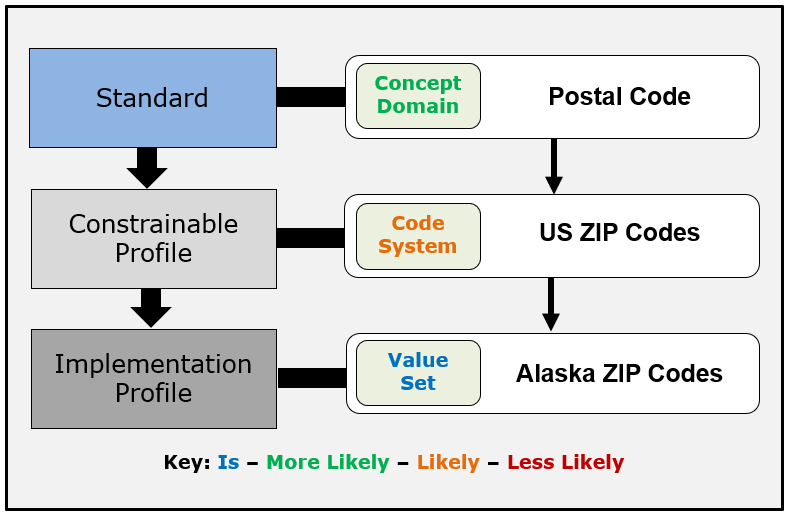 Standard
Concept
Domain
Postal Code
Constrainable
Profile
Code
System
US ZIP Codes
Implementation
Profile
Value
Set
Alaska ZIP Codes
Key: Is – More Likely – Likely – Less Likely